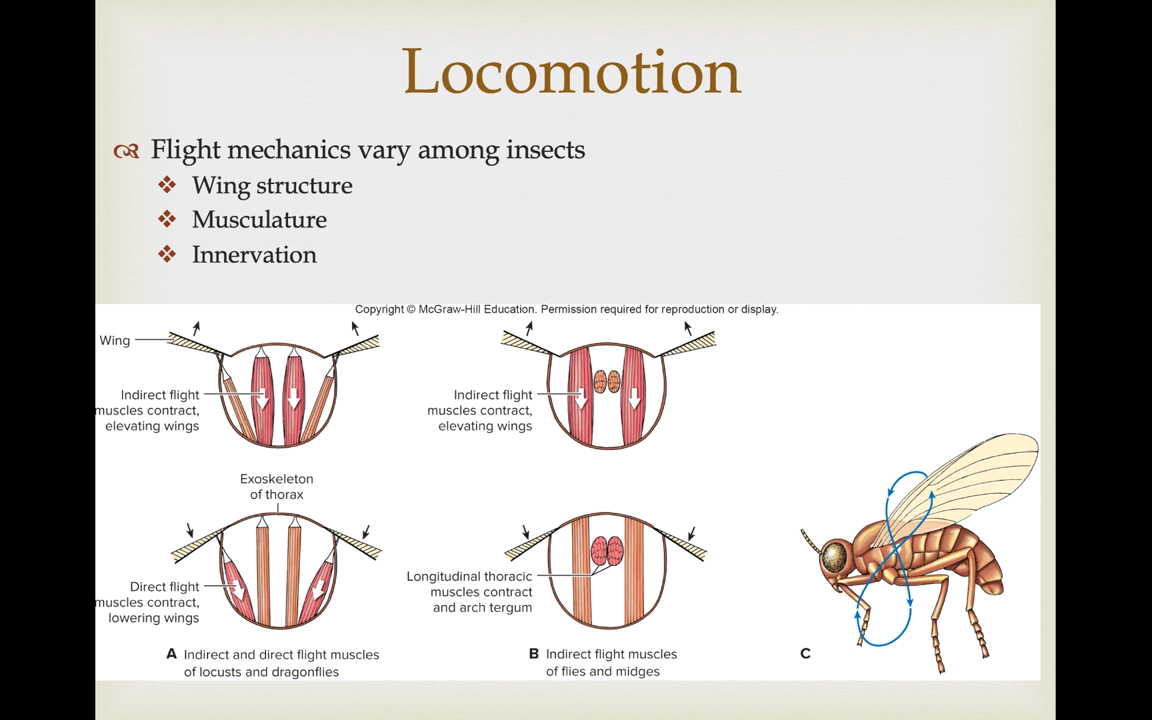 Locomotion
Flight mechanics vary among insects
Wing structure
Musculature
Innervation
Copyright © McGraw-Hill Education. Permission required for reproduction or display.
Wing
Indirect flight
muscles contract,
elevating wings
Indirect flight
muscles contract,
elevating wings
Exoskeleton
of thorax
Direct flight
muscles contract,
lowering wings
Longitudinal thoracic
muscles contract
and arch tergum
A Indirect and direct flight muscles
of locusts and dragonflies
B Indirect flight muscles
of flies and midges
C